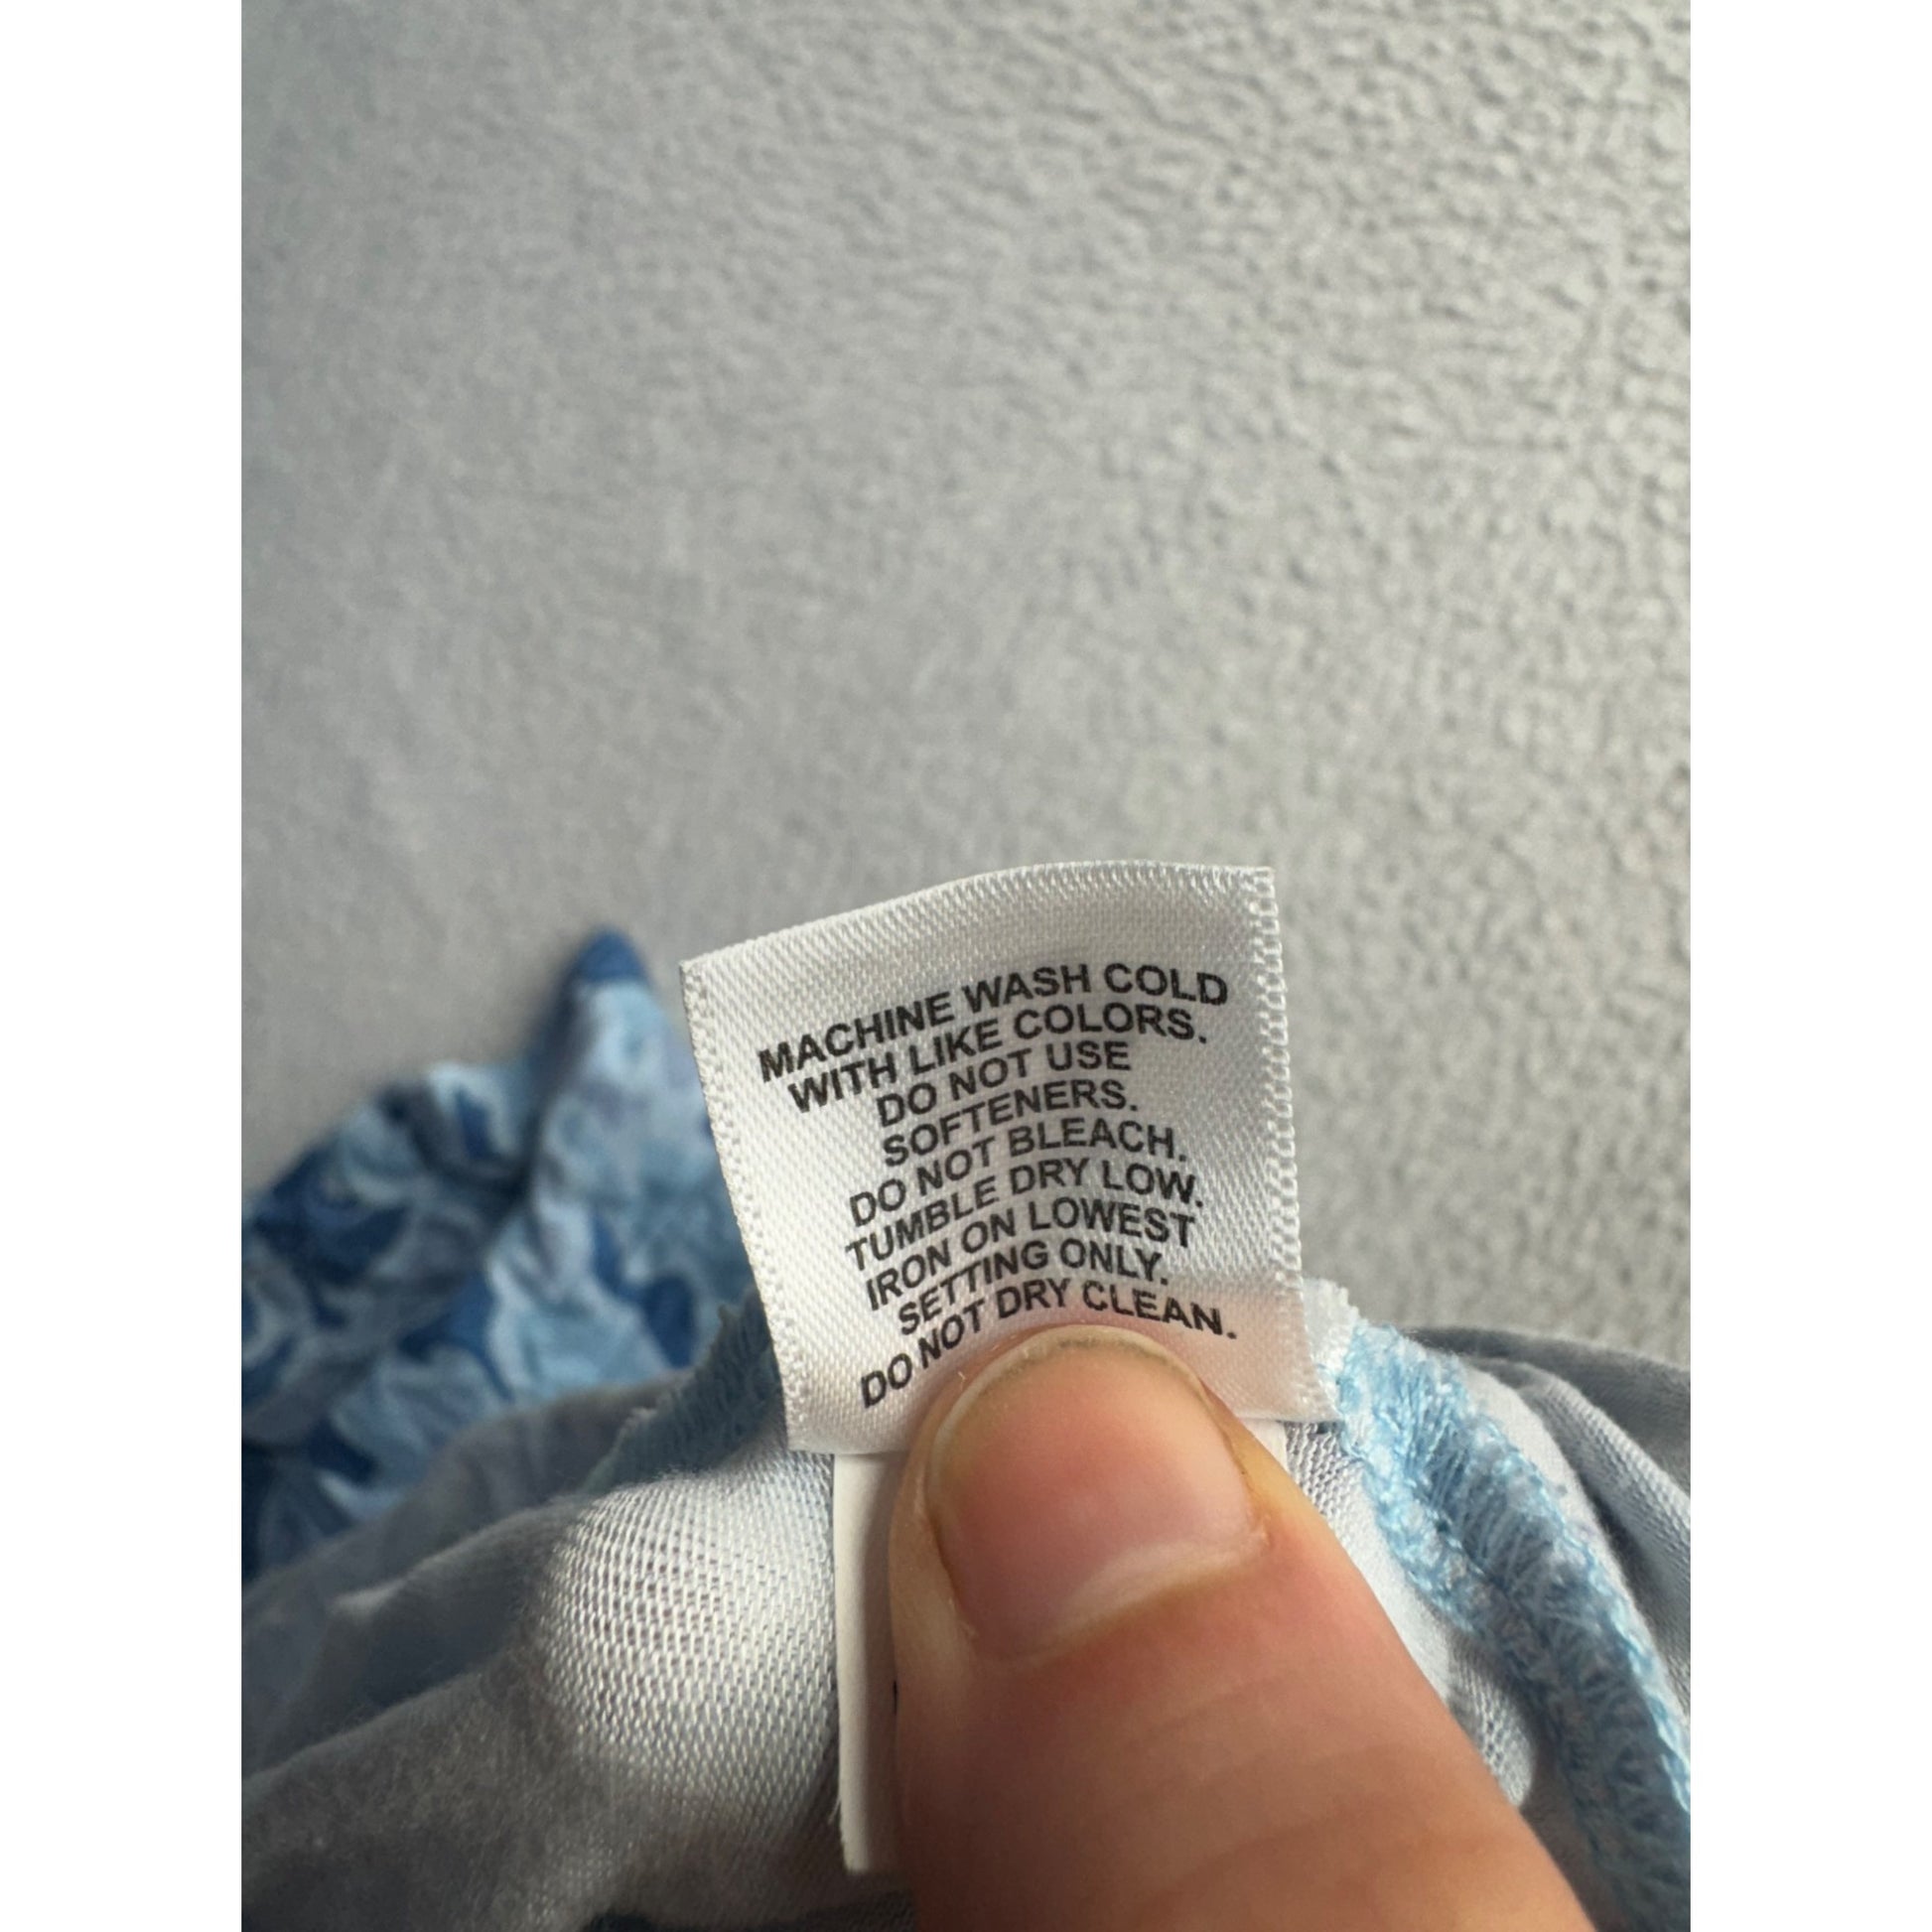 MACHINE WASH COLD
WITH LIKE COLORS.
DO NOT USE
SOFTENERS.
DO NOT BLEACH.
TUMBLE DRY LOW.
IRON ON LOWEST
SETTING ONLY.
DO NOT DRY CLEAN.